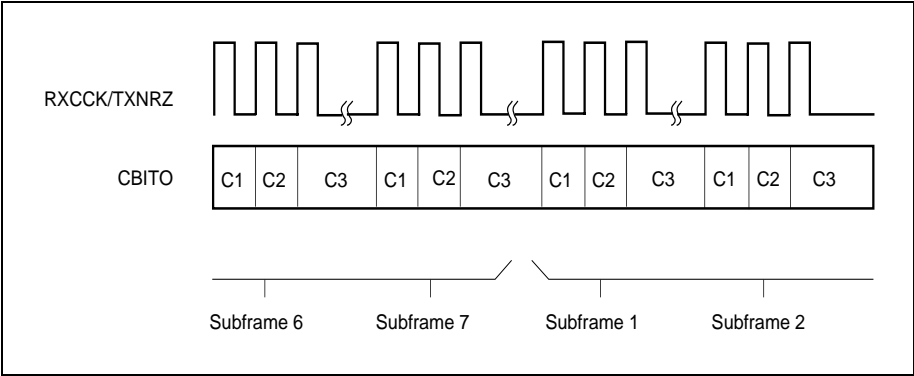 RXCCK/TXNRZ
CBITO
C1 C2 C3 C1 C2 C3 C1 C2 C3 C1 C2 C3
Subframe 6 Subframe 7 Subframe 1 Subframe 2